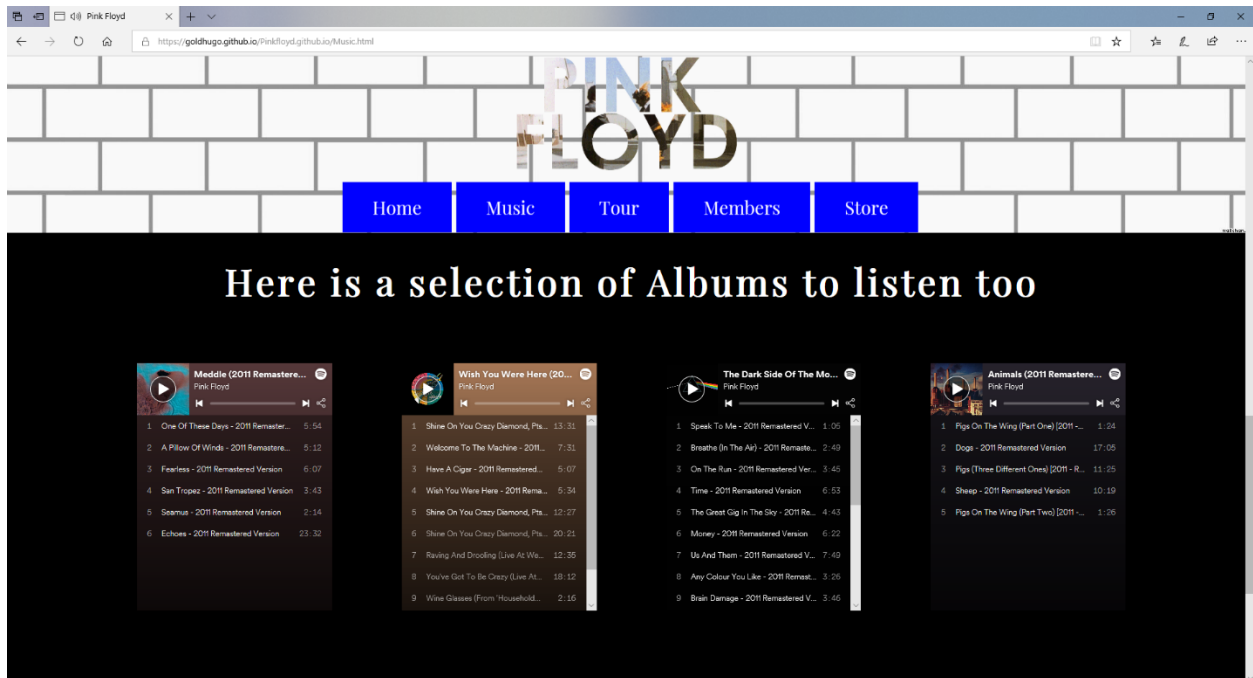 Pink Floyd
https://goldhugo.github.io/Pinkfloyd.github.io/Music.html
PINK
FLOYD
Home Music Tour Members Store
Here is a selection of Albums to listen too
Meddle (2011 Remastere...
Pink Floyd
1 One Of These Days - 2011 Remaster... 5:54
2 A Pillow Of Winds - 2011 Remastere... 5:12
3 Fearless - 2011 Remastered Version 6:07
4 San Tropez - 2011 Remastered Version 3:43
5 Seamus - 2011 Remastered Version 2:14
6 Echoes - 2011 Remastered Version 23:32
Wish You Were Here (20...
Pink Floyd
1 Shine On You Crazy Diamond, Pts... 13:31
2 Welcome To The Machine - 2011... 7:31
3 Have A Cigar - 2011 Remastered... 5:07
4 Wish You Were Here - 2011 Rema... 5:34
5 Shine On You Crazy Diamond, Pts... 12:27
6 Shine On You Crazy Diamond, Pts... 20:21
7 Raving And Drooling (Live At We... 12:35
8 You've Got To Be Crazy (Live At... 18:12
9 Wine Glasses (From 'Household... 2:16
The Dark Side Of The Mo...
Pink Floyd
1 Speak To Me - 2011 Remastered V... 1:05
2 Breathe (In The Air) - 2011 Remaste... 2:49
3 On The Run - 2011 Remastered Ver... 3:45
4 Time - 2011 Remastered Version 6:53
5 The Great Gig In The Sky - 2011 Re... 4:43
6 Money - 2011 Remastered Version 6:22
7 Us And Them - 2011 Remastered V... 7:49
8 Any Colour You Like - 2011 Remast... 3:26
9 Brain Damage - 2011 Remastered V... 3:46
Animals (2011 Remastere...
Pink Floyd
1 Pigs On The Wing (Part One) [2011 -... 1:24
2 Dogs - 2011 Remastered Version 17:05
3 Pigs (Three Different Ones) [2011 - R... 11:25
4 Sheep - 2011 Remastered Version 10:19
5 Pigs On The Wing (Part Two) [2011 -... 1:26